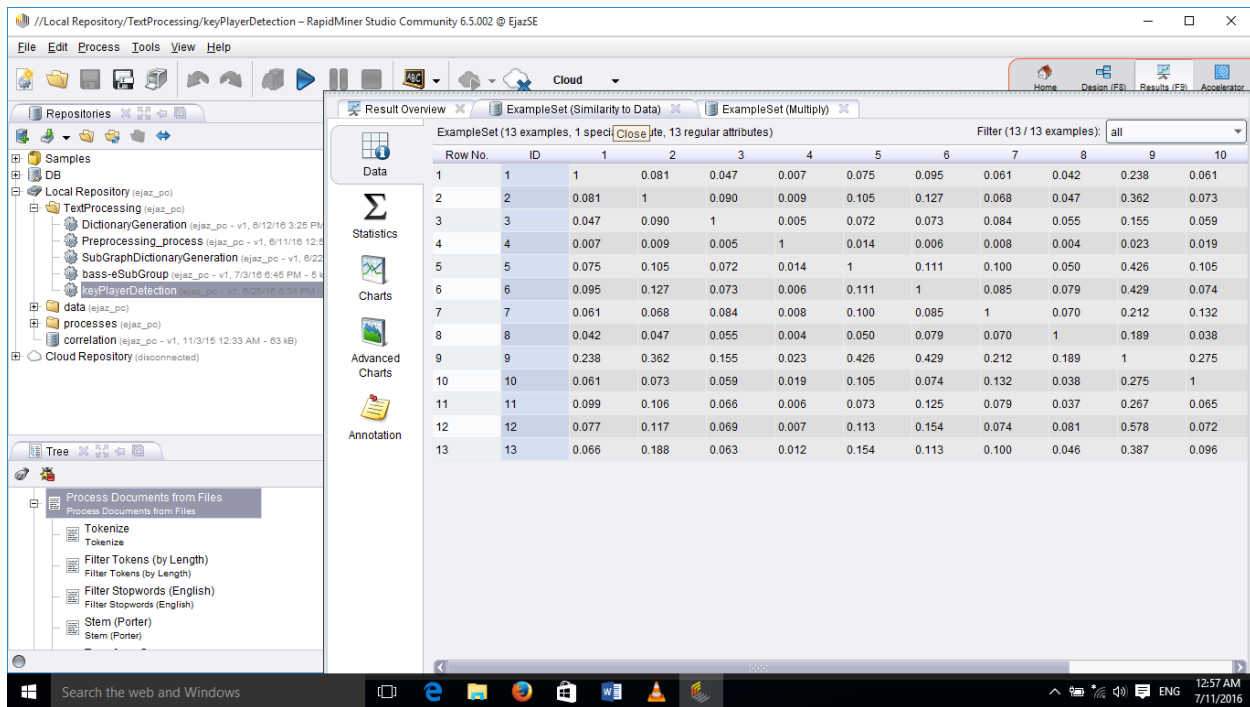 //Local Repository/TextProcessing/keyPlayerDetection – RapidMiner Studio Community 6.5.002 @ EjazSE
File Edit Process Tools View Help
Cloud
Home Design (F8) Results (F9) Accelerator
Repositories
Samples
DB
Local Repository (ejaz_pc)
TextProcessing (ejaz_pc)
DictionaryGeneration (ejaz_pc - v1, 6/12/16 3:25 PM
Preprocessing_process (ejaz_pc - v1, 6/11/16 12:5
SubGraphDictionaryGeneration (ejaz_pc - v1, 6/22
bass-eSubGroup (ejaz_pc - v1, 7/3/16 6:45 PM - 5 k
keyPlayerDetection (ejaz_pc - v1, 6/25/16 5:34 PM -
data (ejaz_pc)
processes (ejaz_pc)
correlation (ejaz_pc - v1, 11/3/15 12:33 AM - 63 kB)
Cloud Repository (disconnected)
Tree
Process Documents from Files
Process Documents from Files
Tokenize
Tokenize
Filter Tokens (by Length)
Filter Tokens (by Length)
Filter Stopwords (English)
Filter Stopwords (English)
Stem (Porter)
Stem (Porter)
Result Overview ExampleSet (Similarity to Data) ExampleSet (Multiply)
Data
Statistics
Charts
Advanced
Charts
Annotation
ExampleSet (13 examples, 1 speci Close ute, 13 regular attributes) Filter (13 / 13 examples): all
Row No. ID 1 2 3 4 5 6 7 8 9 10
1 1 1 0.081 0.047 0.007 0.075 0.095 0.061 0.042 0.238 0.061
2 2 0.081 1 0.090 0.009 0.105 0.127 0.068 0.047 0.362 0.073
3 3 0.047 0.090 1 0.005 0.072 0.073 0.084 0.055 0.155 0.059
4 4 0.007 0.009 0.005 1 0.014 0.006 0.008 0.004 0.023 0.019
5 5 0.075 0.105 0.072 0.014 1 0.111 0.100 0.050 0.426 0.105
6 6 0.095 0.127 0.073 0.006 0.111 1 0.085 0.079 0.429 0.074
7 7 0.061 0.068 0.084 0.008 0.100 0.085 1 0.070 0.212 0.132
8 8 0.042 0.047 0.055 0.004 0.050 0.079 0.070 1 0.189 0.038
9 9 0.238 0.362 0.155 0.023 0.426 0.429 0.212 0.189 1 0.275
10 10 0.061 0.073 0.059 0.019 0.105 0.074 0.132 0.038 0.275 1
11 11 0.099 0.106 0.066 0.006 0.073 0.125 0.079 0.037 0.267 0.065
12 12 0.077 0.117 0.069 0.007 0.113 0.154 0.074 0.081 0.578 0.072
13 13 0.066 0.188 0.063 0.012 0.154 0.113 0.100 0.046 0.387 0.096
Search the web and Windows
ENG
12:57 AM
7/11/2016